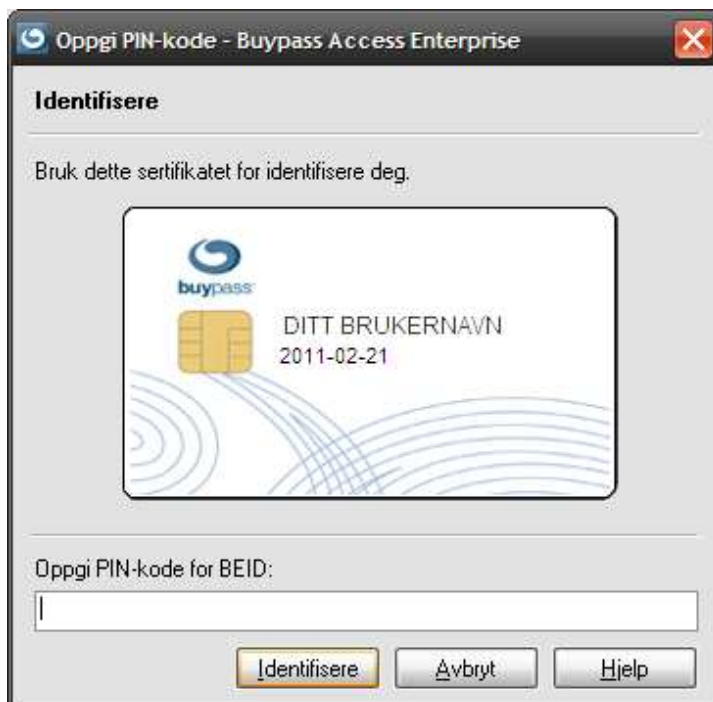 Oppgi PIN-kode - Buypass Access Enterprise
Identifisere
Bruk dette sertifikatet for identifisere deg.
buypass
DITT BRUKERNAVN
2011-02-21
Oppgi PIN-kode for BEID:
Identifisere Avbryt Hjelp